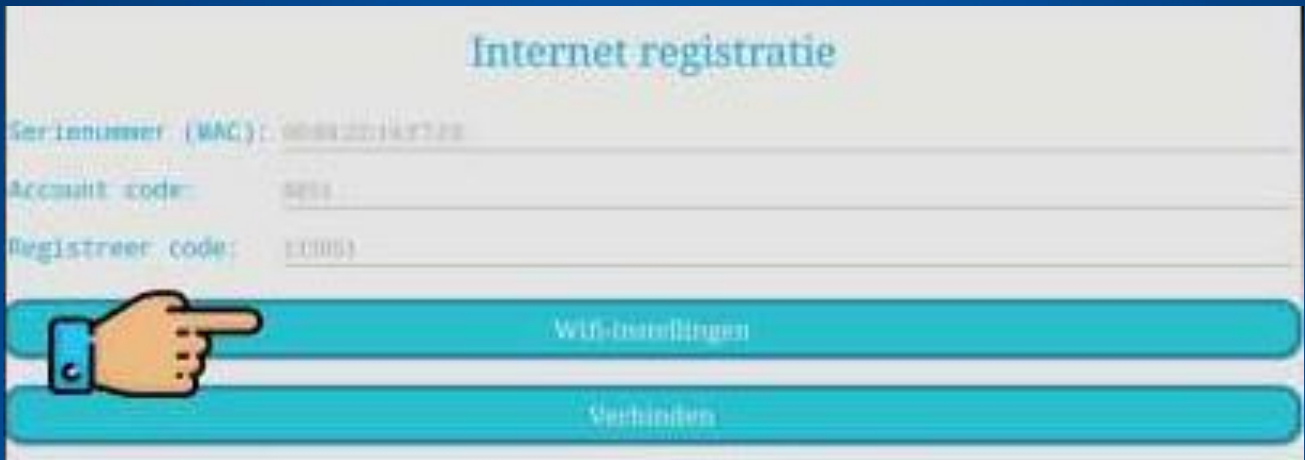 Internet registratie
Serienummer (MAC):
Account code:
Registreer code:
Wifi-instellingen
Verbinden